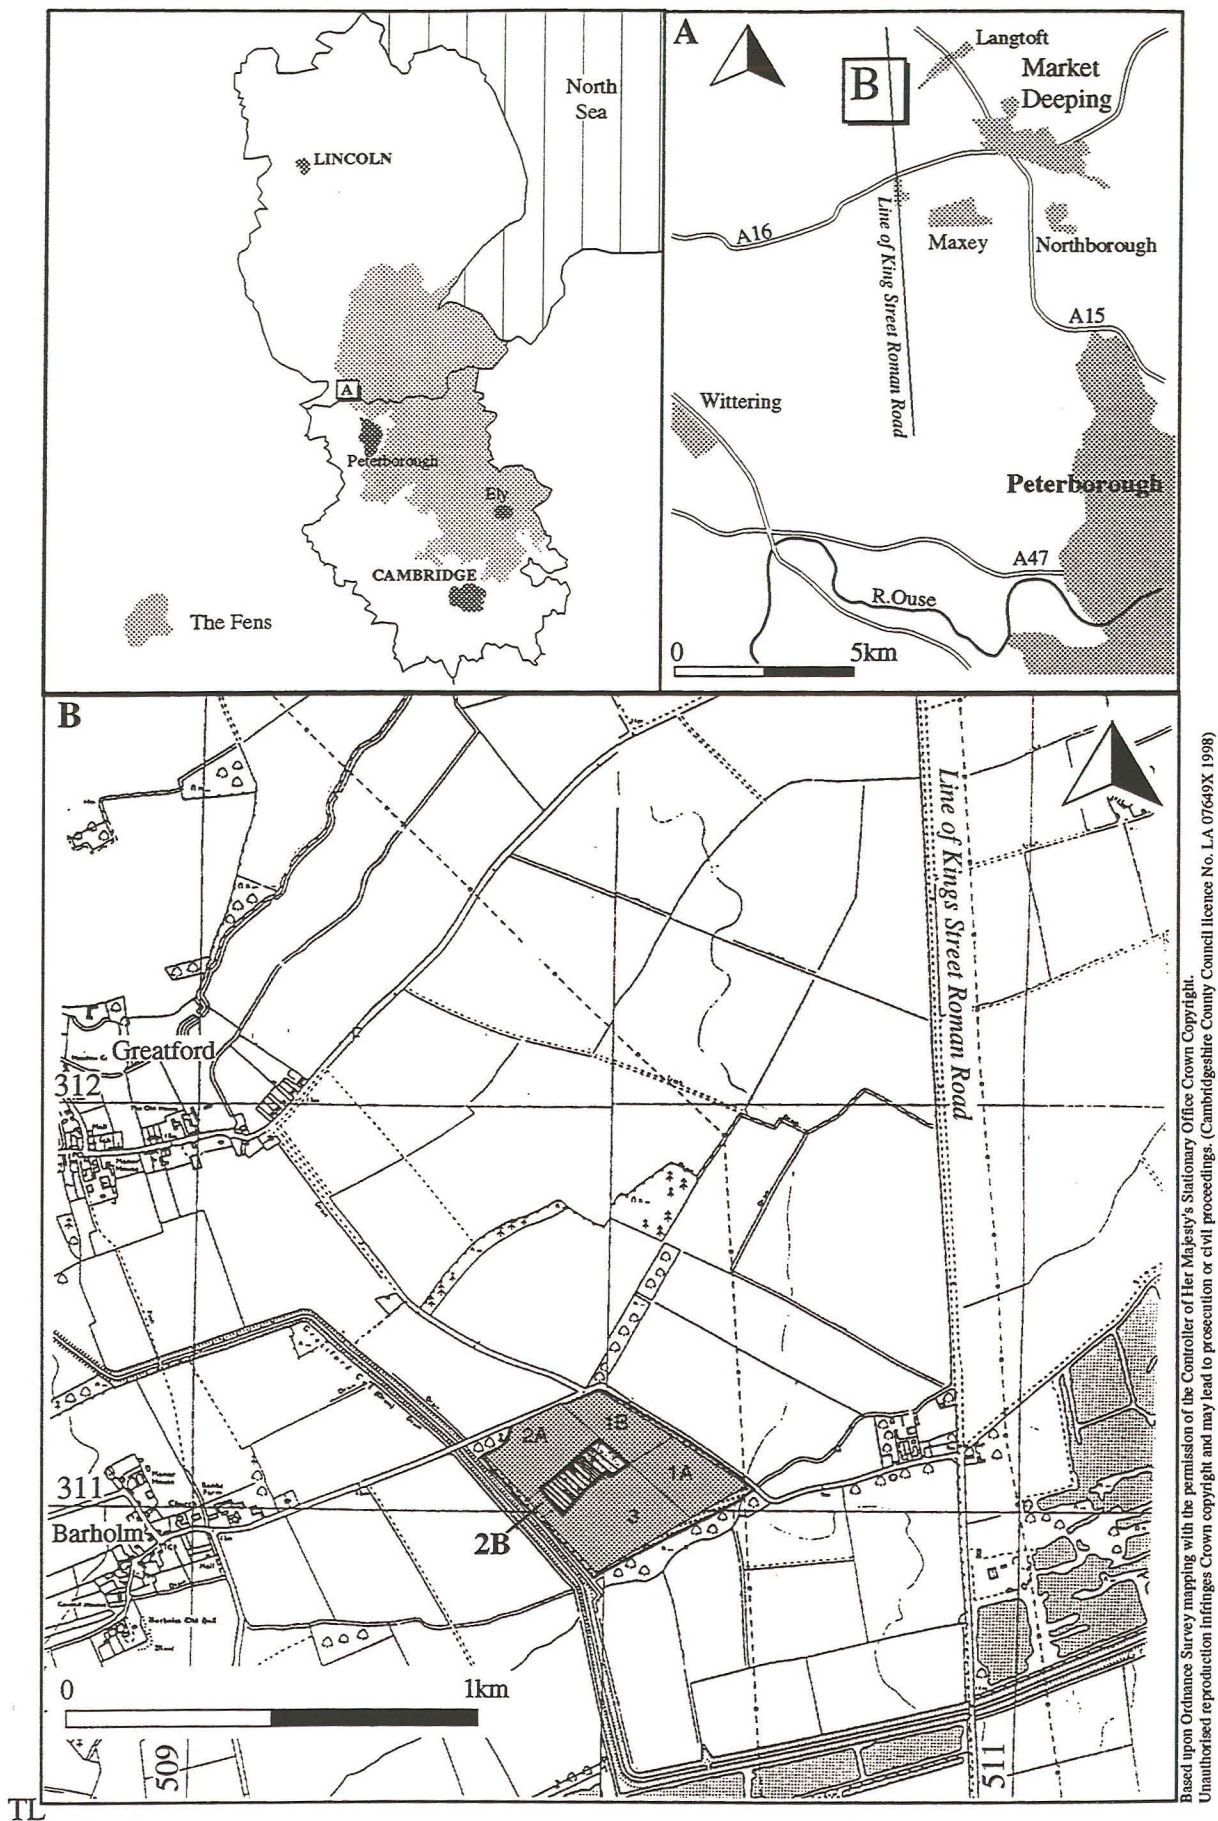 North
Sea
LINCOLN
A
Peterborough
Ely
CAMBRIDGE
The Fens
A
B
Langtoft
Market
Deeping
A16
Maxey
Northborough
Line of King Street Roman Road
A15
Wittering
Peterborough
A47
R.Ouse
0
5km
B
Line of Kings Street Roman Road
Greatford
312
2A
1B
1A
3
311
Barholm
2B
0
1km
509
511
TL
Based upon Ordnance Survey mapping with the permission of the Controller of Her Majesty's Stationary Office Crown Copyright.
Unauthorised reproduction infringes Crown copyright and may lead to prosecution or civil proceedings. (Cambridgeshire County Council licence No. LA 07649X 1998)